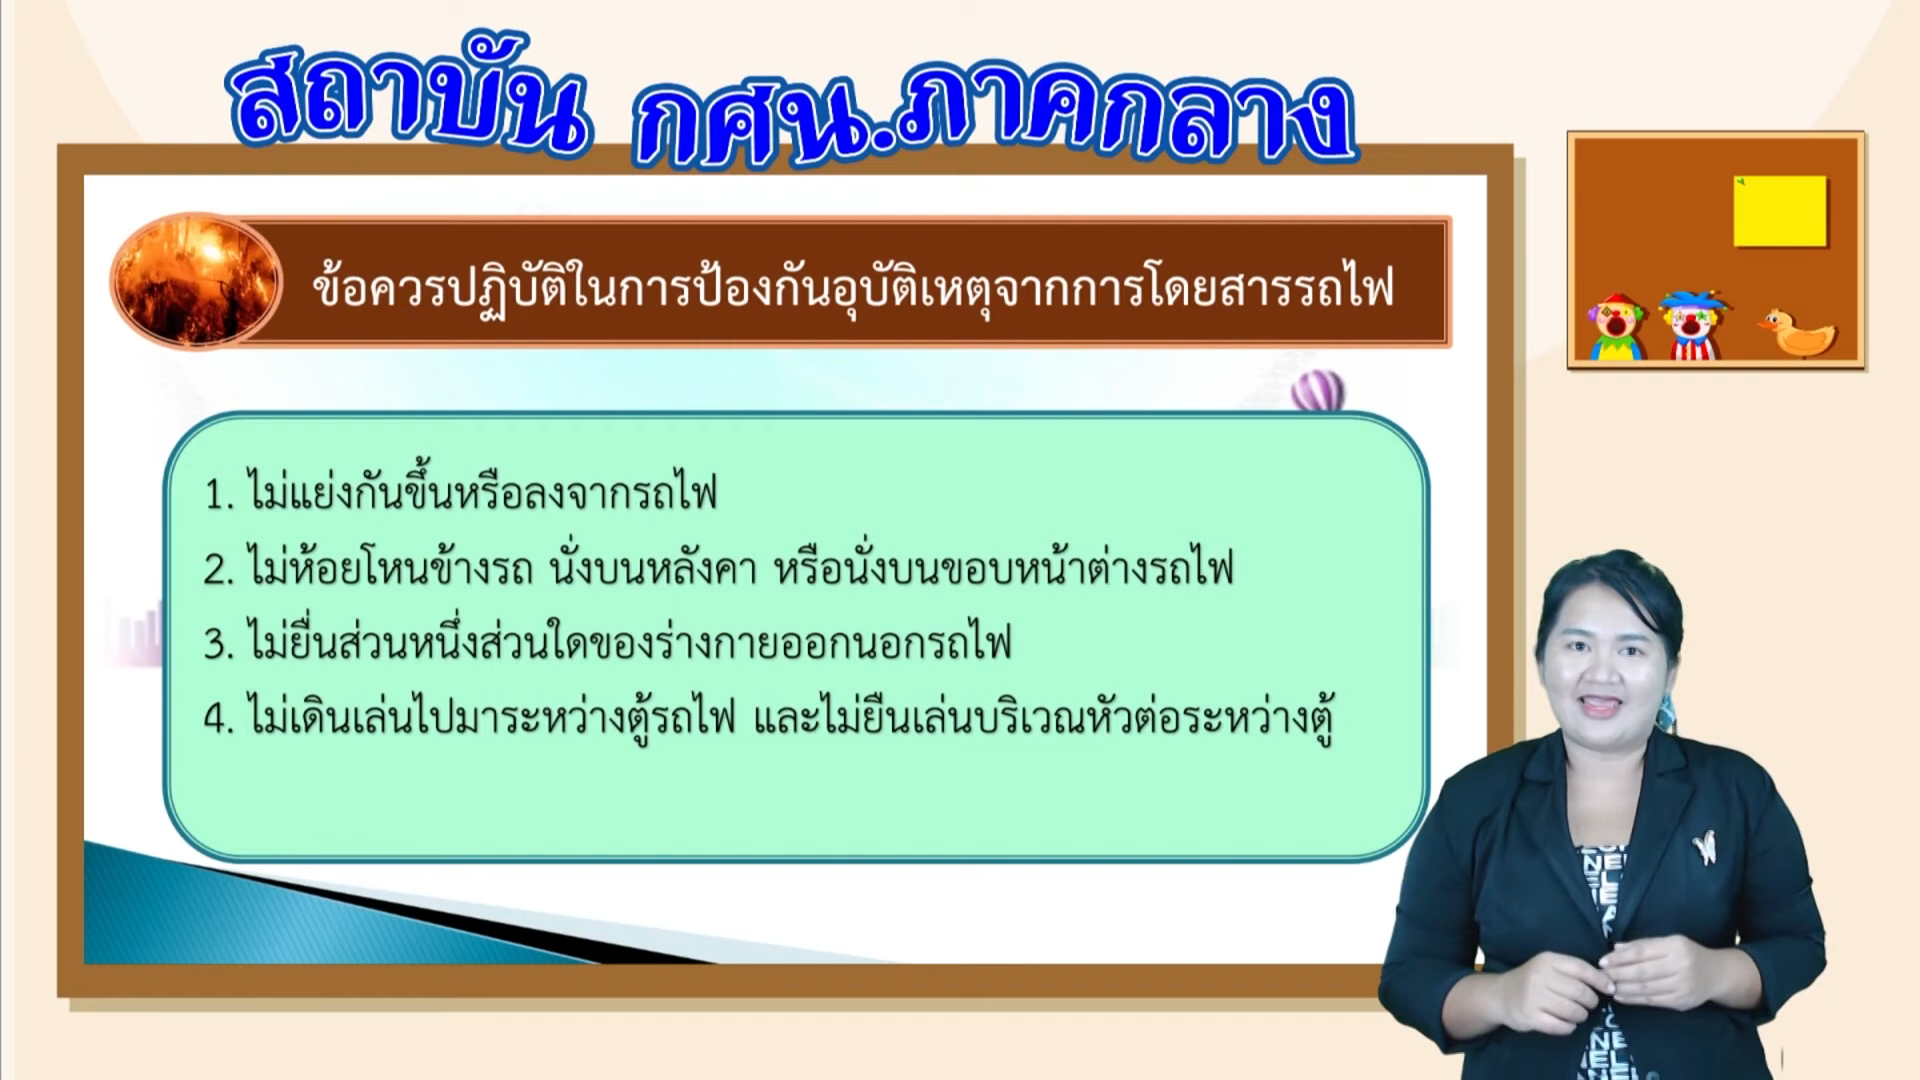 สถาบัน กศน.ภาคกลาง
ข้อควรปฏิบัติในการป้องกันอุบัติเหตุจากการโดยสารรถไฟ
1. ไม่แย่งกันขึ้นหรือลงจากรถไฟ
2. ไม่ห้อยโหนข้างรถ นั่งบนหลังคา หรือนั่งบนขอบหน้าต่างรถไฟ
3. ไม่ยื่นส่วนหนึ่งส่วนใดของร่างกายออกนอกรถไฟ
4. ไม่เดินเล่นไปมาระหว่างตู้รถไฟ และไม่ยืนเล่นบริเวณหัวต่อระหว่างตู้